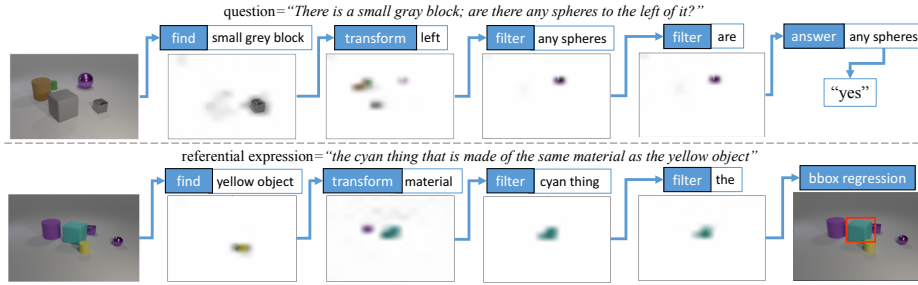 question=“There is a small gray block; are there any spheres to the left of it?”
find small grey block transform left filter any spheres filter are answer any spheres
“yes”
referential expression=“the cyan thing that is made of the same material as the yellow object”
find yellow object transform material filter cyan thing filter the bbox regression